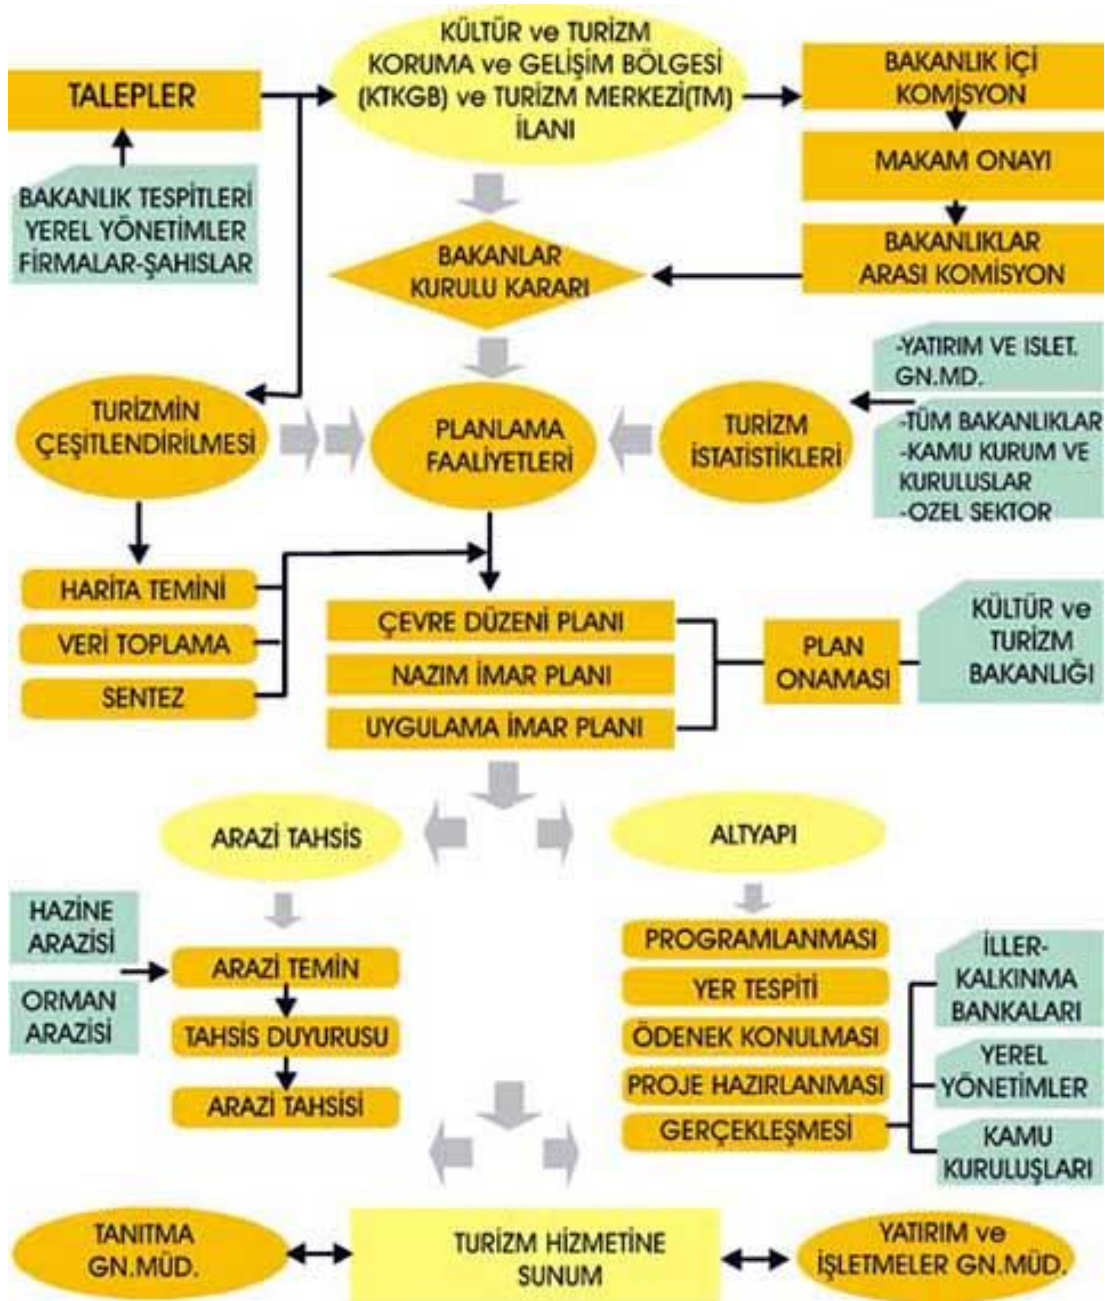 KÜLTÜR ve TURİZM
KORUMA ve GELİŞİM BÖLGESİ
(KTKGB) ve TURİZM MERKEZİ(TM)
İLANI
TALEPLER
BAKANLIK İÇİ
KOMİSYON
MAKAM ONAYI
BAKANLIKLAR
ARASI KOMİSYON
BAKANLIK TESPİTLERİ
YEREL YÖNETİMLER
FİRMALAR-ŞAHISLAR
BAKANLAR
KURULU KARARI
-YATIRIM VE ISLET.
GN.MD.
-TÜM BAKANLIKLAR
-KAMU KURUM VE
KURULUSLAR
-OZEL SEKTOR
TURİZMİN
ÇEŞİTLENDİRİLMESİ
PLANLAMA
FAALİYETLERİ
TURİZM
İSTATİSTİKLERİ
HARİTA TEMİNİ
VERİ TOPLAMA
SENTEZ
ÇEVRE DÜZENİ PLANI
NAZIM İMAR PLANI
UYGULAMA İMAR PLANI
PLAN
ONAMASI
KÜLTÜR ve
TURİZM
BAKANLIĞI
ARAZİ TAHSİS
ALTYAPI
HAZİNE
ARAZİSİ
ORMAN
ARAZİSİ
ARAZİ TEMİN
TAHSİS DUYURUSU
ARAZİ TAHSİSİ
PROGRAMLANMASI
YER TESPİTİ
ÖDENEK KONULMASI
PROJE HAZIRLANMASI
GERÇEKLEŞMESİ
İLLER-
KALKINMA
BANKALARI
YEREL
YÖNETİMLER
KAMU
KURULUŞLARI
TANITMA
GN.MÜD.
TURİZM HİZMETİNE
SUNUM
YATIRIM ve
İŞLETMELER GN.MÜD.